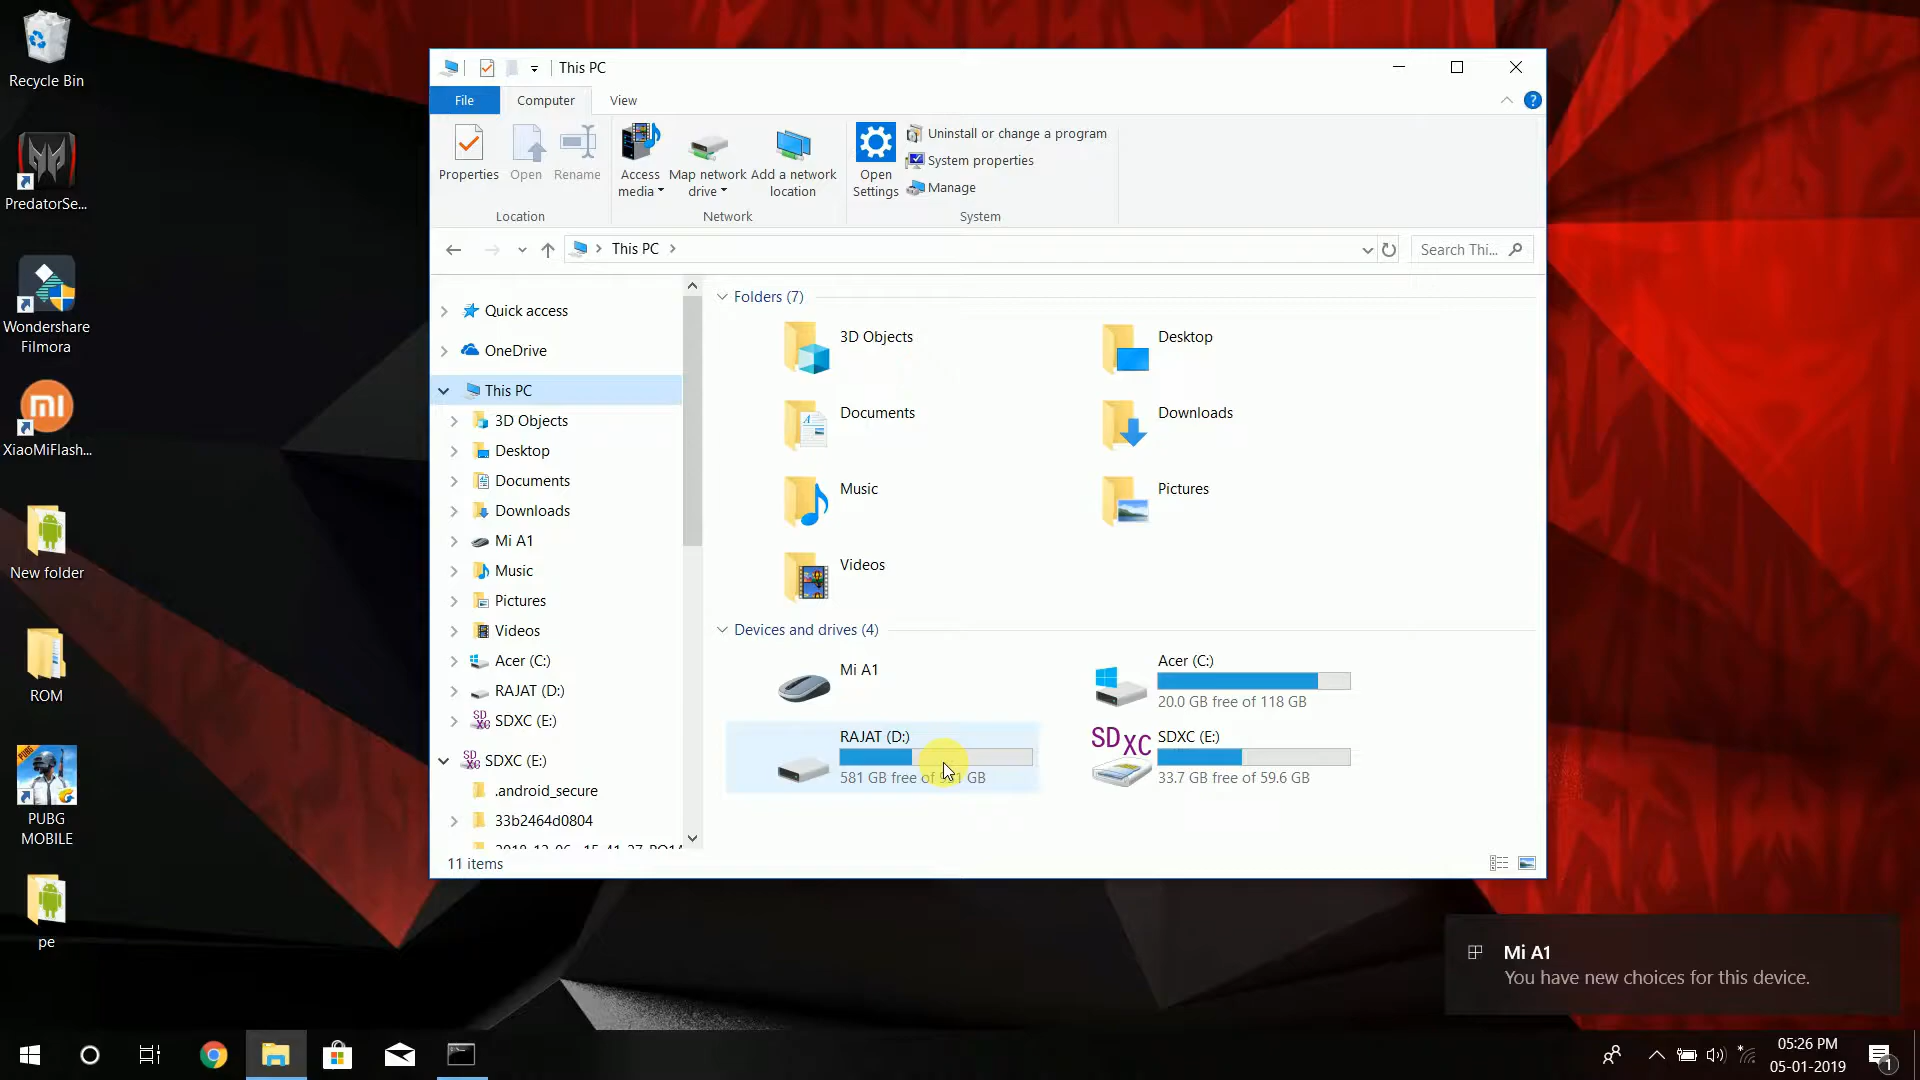 Recycle Bin
PredatorSe...
Wondershare
Filmora
XiaoMiFlash...
New folder
ROM
PUBG
MOBILE
pe
This PC
File
Computer
View
Properties
Open
Rename
Access
media
Map network
drive
Add a network
location
Open
Settings
Uninstall or change a program
System properties
Manage
Location
Network
System
This PC
Search Thi...
Quick access
OneDrive
This PC
3D Objects
Desktop
Documents
Downloads
Mi A1
Music
Pictures
Videos
Acer (C:)
RAJAT (D:)
SDXC (E:)
SDXC (E:)
.android_secure
33b2464d0804
Folders (7)
3D Objects
Desktop
Documents
Downloads
Music
Pictures
Videos
Devices and drives (4)
Mi A1
Acer (C:)
20.0 GB free of 118 GB
RAJAT (D:)
581 GB free of GB
SDXC
SDXC (E:)
33.7 GB free of 59.6 GB
11 items
Mi A1
You have new choices for this device.
05:26 PM
05-01-2019
1